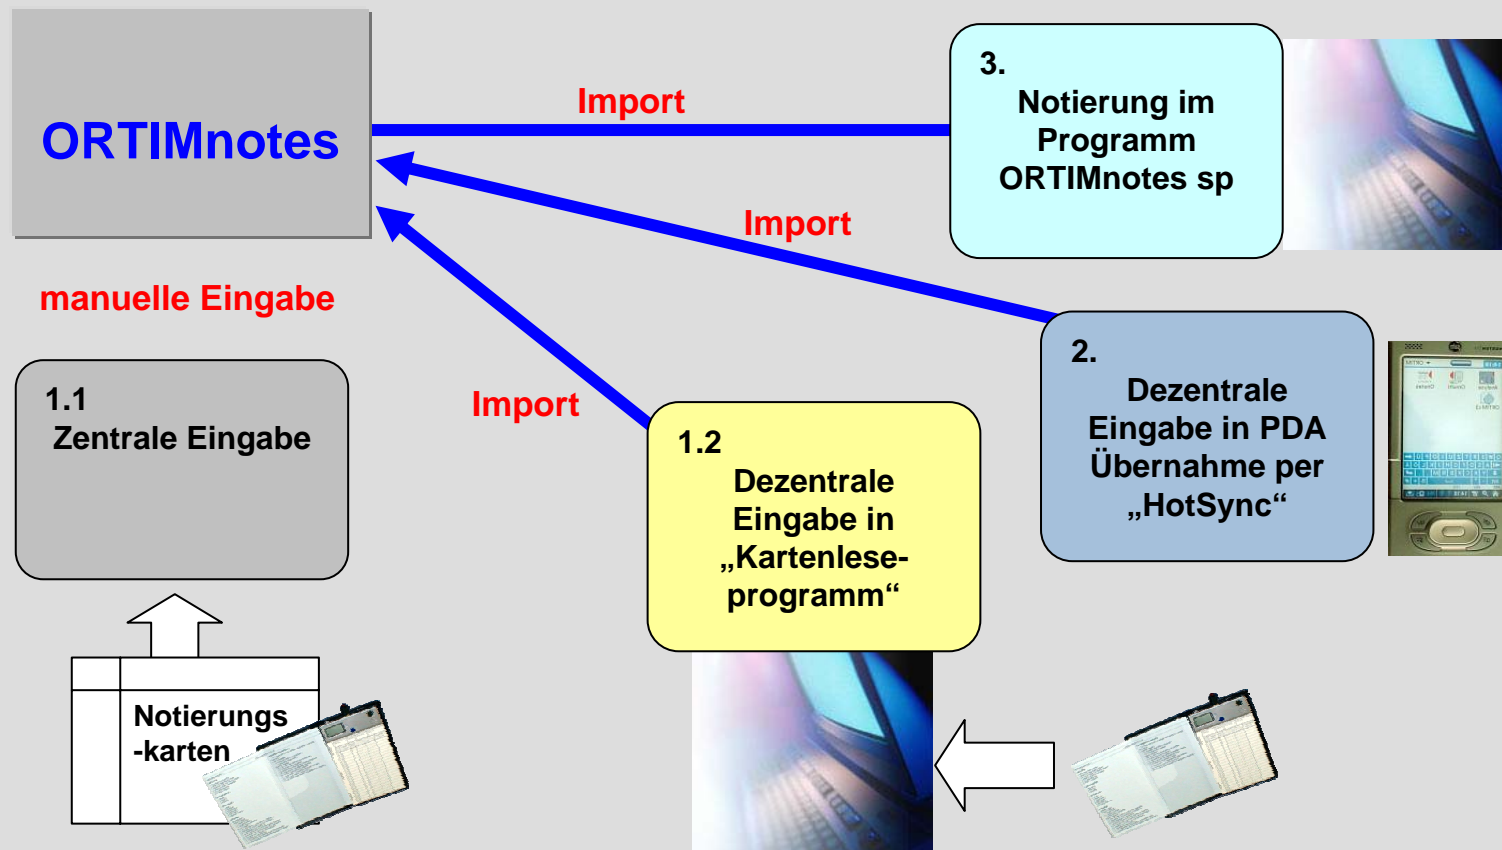 ORTIMnotes
Import
3.
Notierung im
Programm
ORTIMnotes sp
Import
manuelle Eingabe
2.
Dezentrale
Eingabe in PDA
Übernahme per
„HotSync“
1.1
Zentrale Eingabe
Import
1.2
Dezentrale
Eingabe in
„Kartenlese-
programm“
Notierungs
-karten